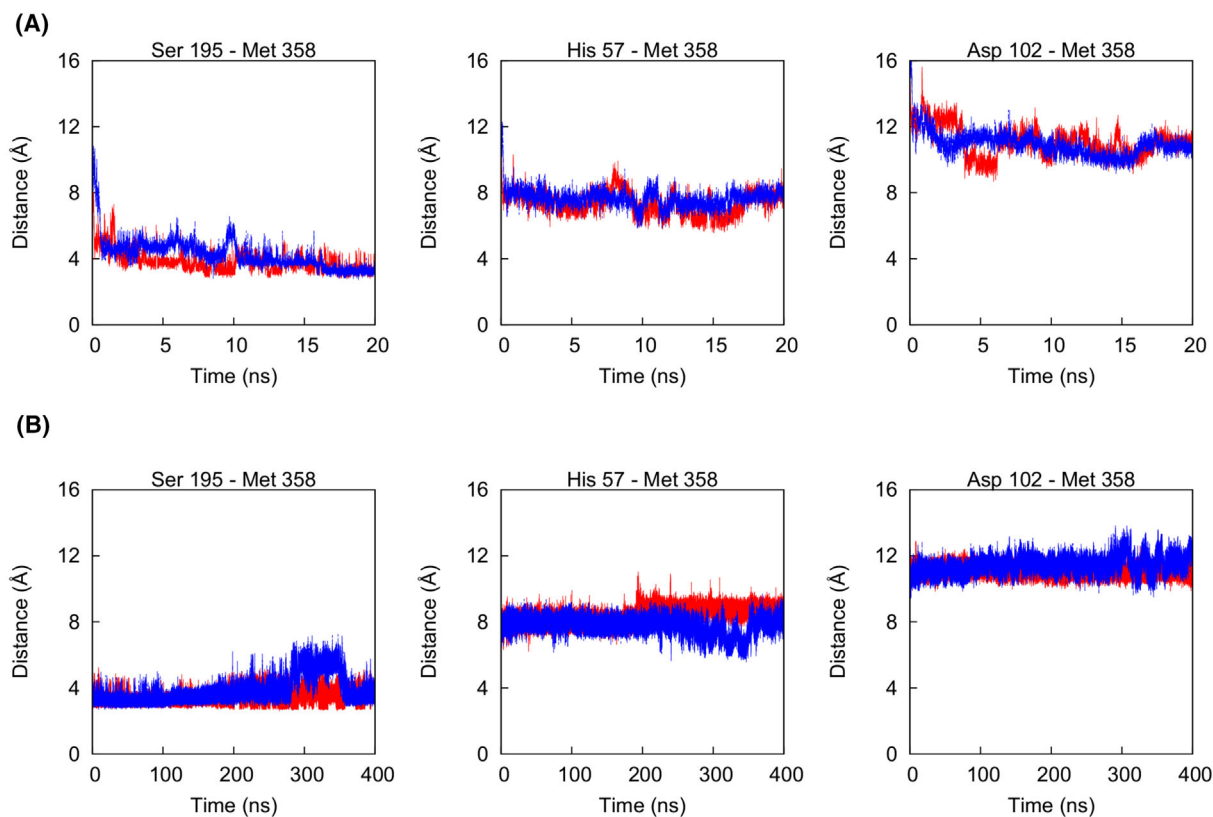 (A)
Ser 195 - Met 358
His 57 - Met 358
Asp 102 - Met 358
16
12
8
4
0
Distance (Å)
0 5 10 15 20
Time (ns)
16
12
8
4
0
Distance (Å)
0 5 10 15 20
Time (ns)
16
12
8
4
0
Distance (Å)
0 5 10 15 20
Time (ns)
(B)
Ser 195 - Met 358
His 57 - Met 358
Asp 102 - Met 358
16
12
8
4
0
Distance (Å)
0 100 200 300 400
Time (ns)
16
12
8
4
0
Distance (Å)
0 100 200 300 400
Time (ns)
16
12
8
4
0
Distance (Å)
0 100 200 300 400
Time (ns)